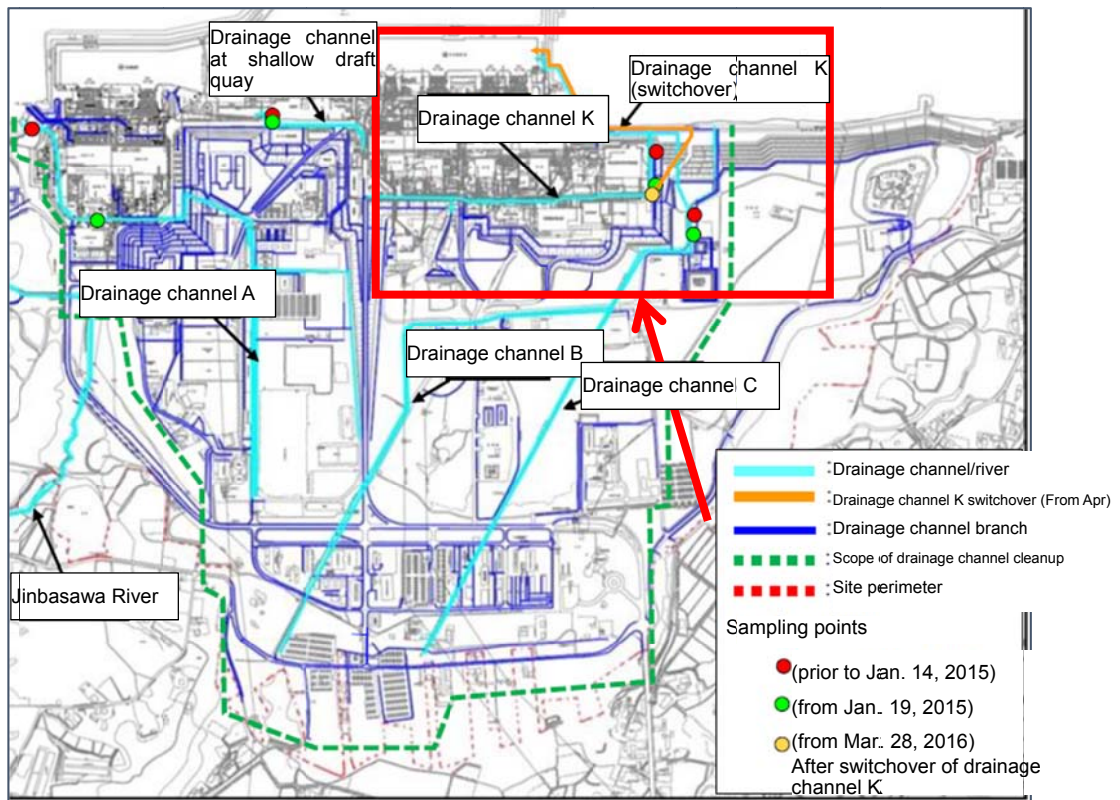 Drainage channel
at shallow draft
quay
Drainage channel K
(switchover)
Drainage channel K
Drainage channel A
Drainage channel B
Drainage channel C
Jinbasawa River
Drainage channel/river
Drainage channel K switchover (From Apr)
Drainage channel branch
Scope of drainage channel cleanup
Site perimeter
Sampling points
(prior to Jan. 14, 2015)
(from Jan. 19, 2015)
(from Mar. 28, 2016)
After switchover of drainage
channel K.